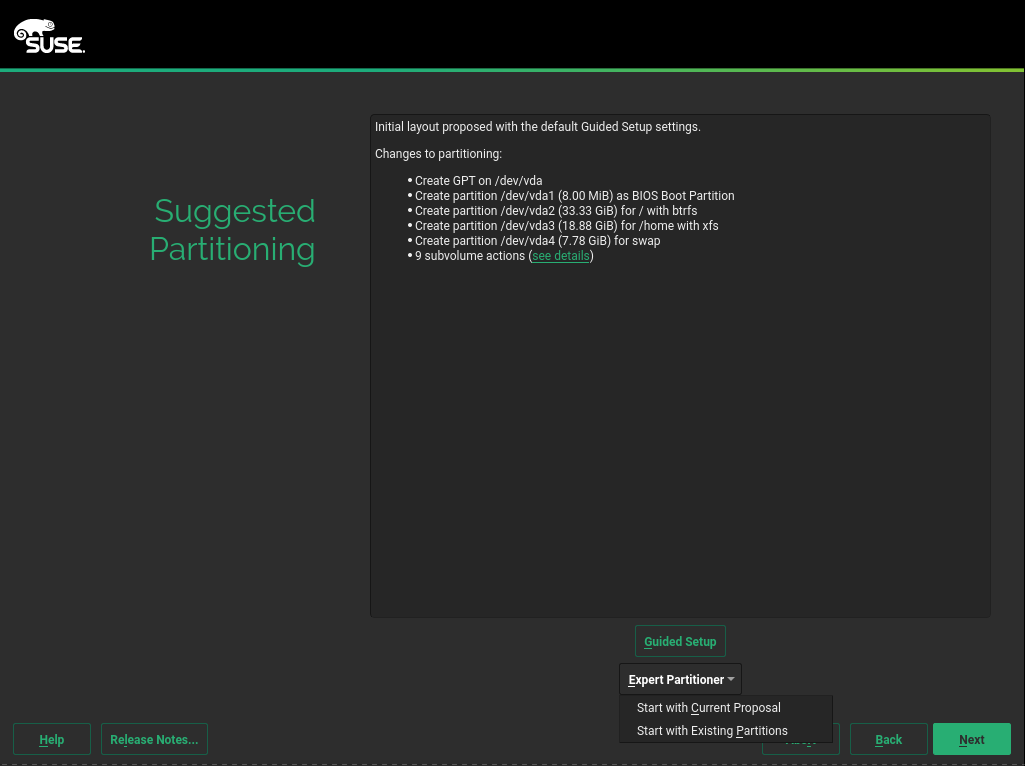 SUSE.
Initial layout proposed with the default Guided Setup settings.
Changes to partitioning:
• Create GPT on /dev/vda
• Create partition /dev/vda1 (8.00 MiB) as BIOS Boot Partition
• Create partition /dev/vda2 (33.33 GiB) for / with btrfs
• Create partition /dev/vda3 (18.88 GiB) for /home with xfs
• Create partition /dev/vda4 (7.78 GiB) for swap
• 9 subvolume actions (see details)
Suggested
Partitioning
Guided Setup
Expert Partitioner
Start with Current Proposal
Start with Existing Partitions
Help
Release Notes...
Back
Next